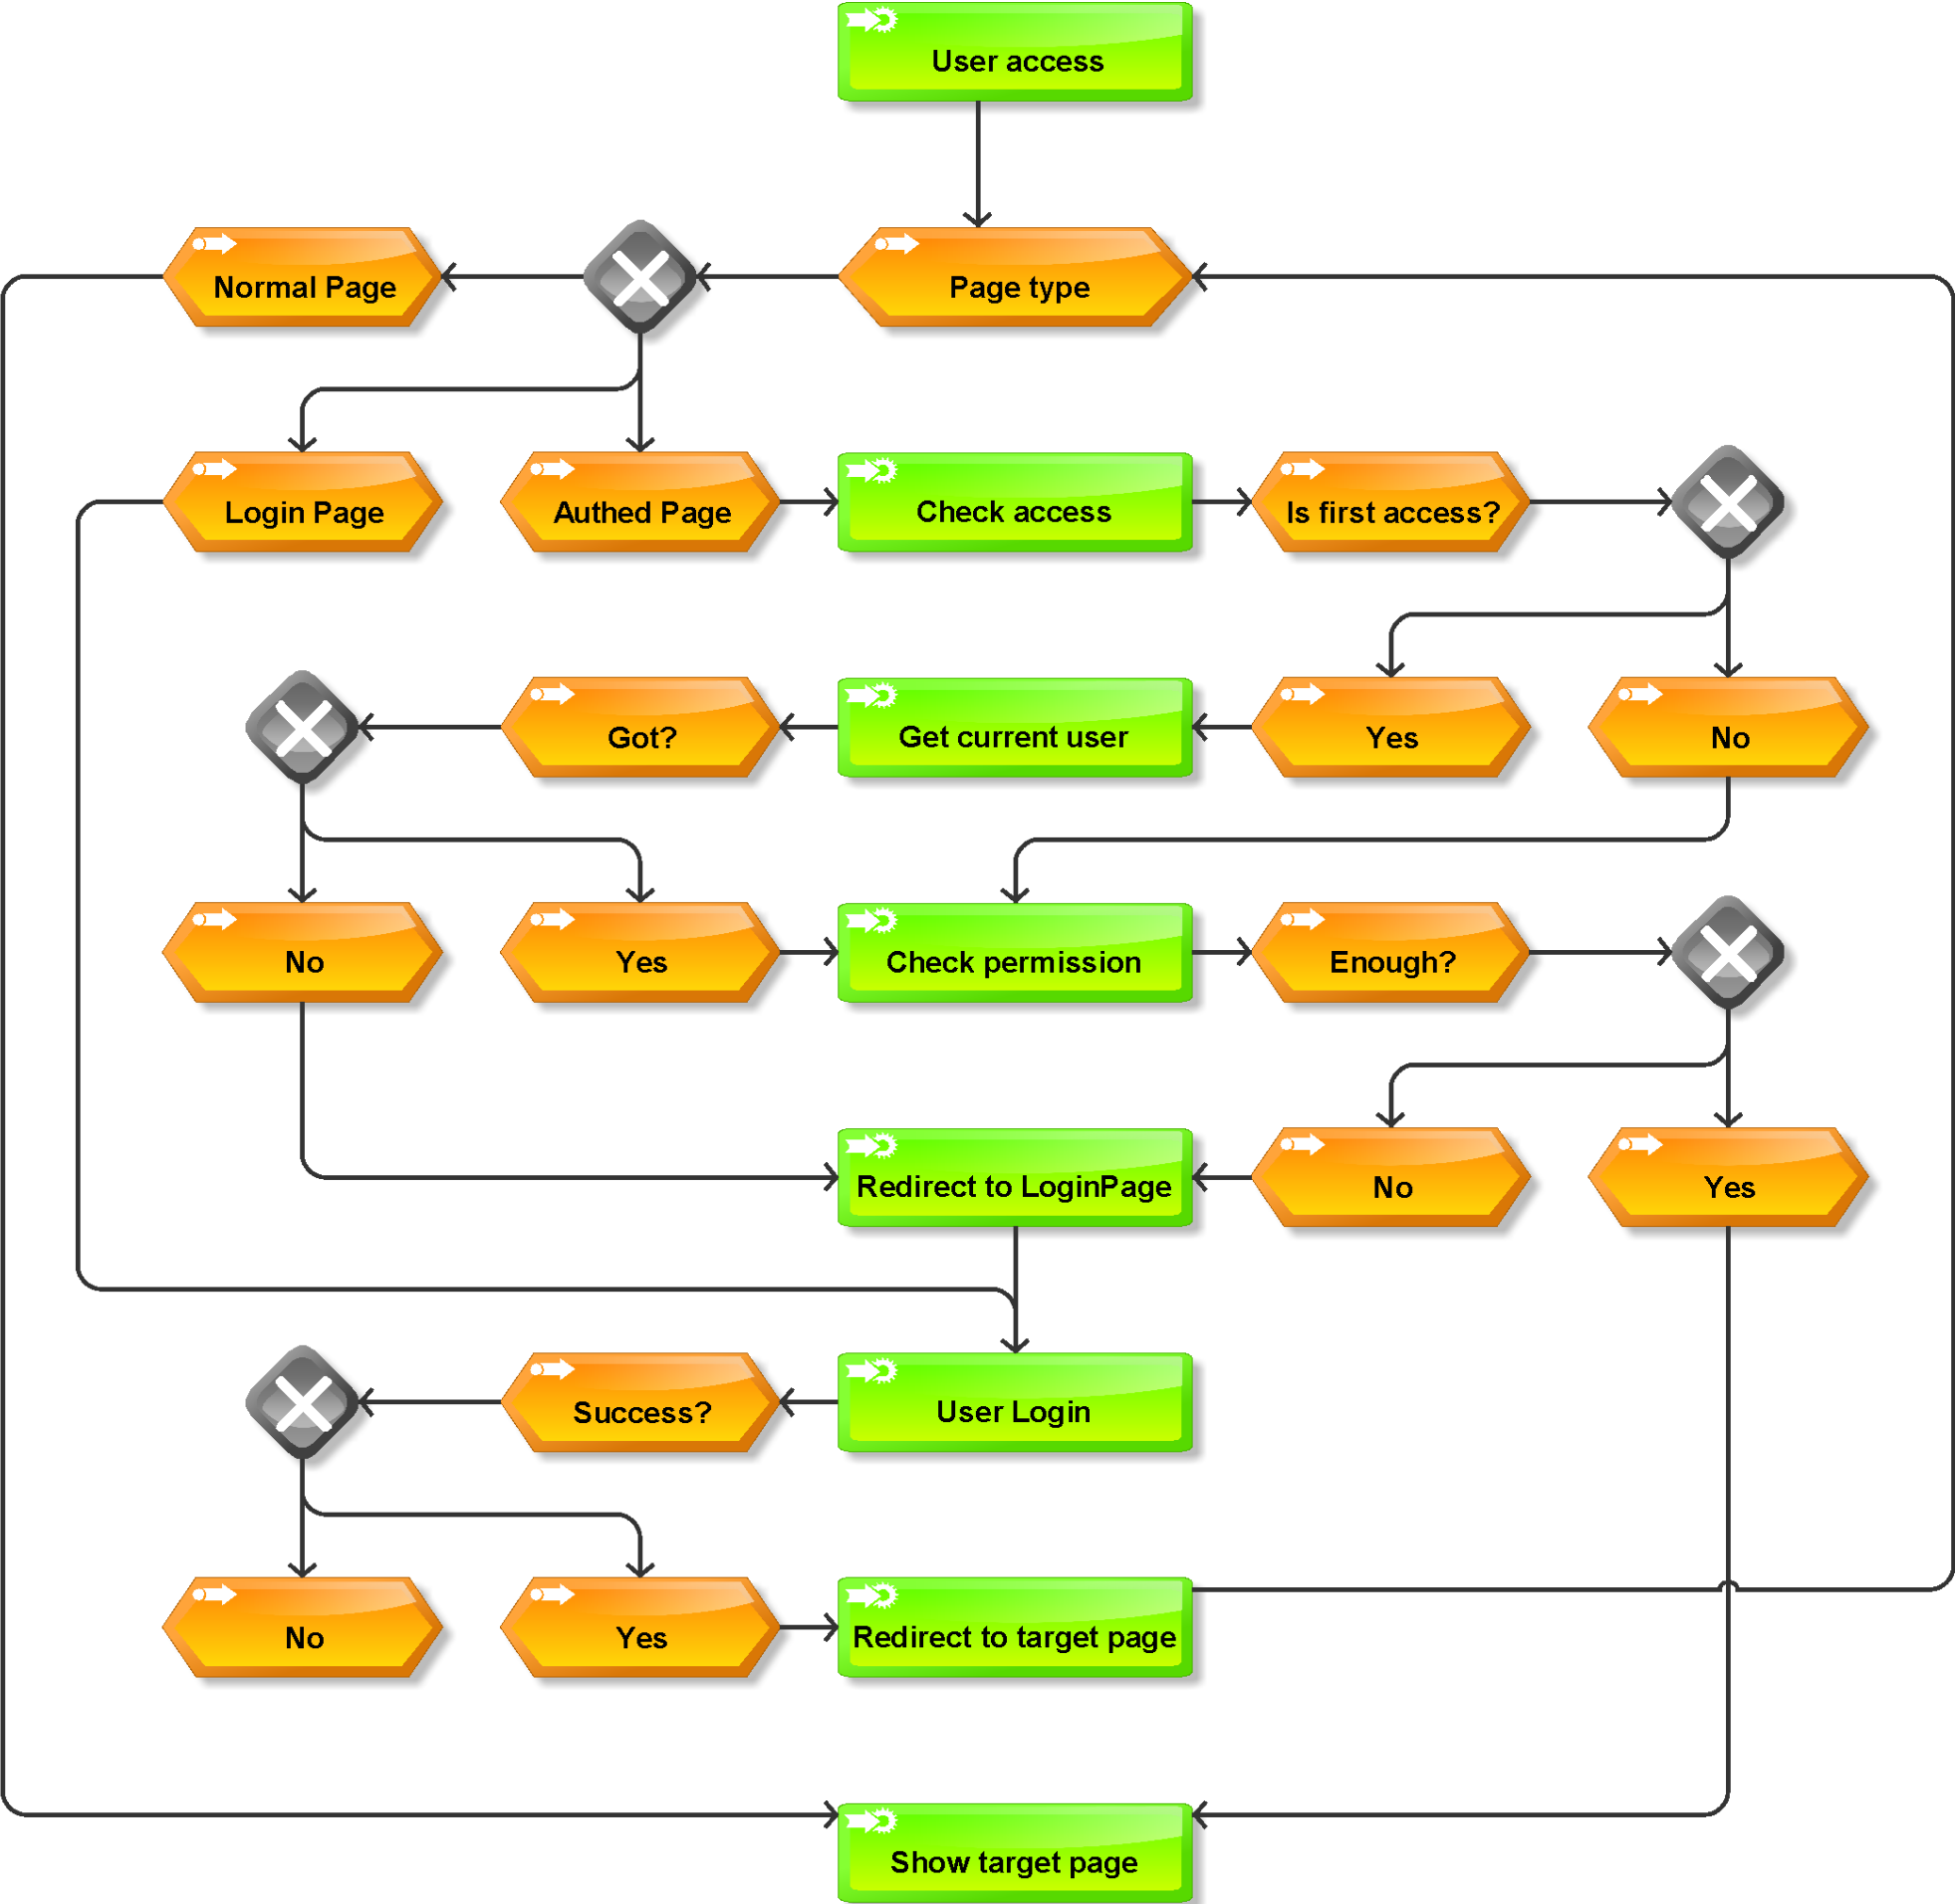 User access
Normal Page
Page type
Login Page
Authed Page
Check access
Is first access?
Got?
Get current user
Yes
No
No
Yes
Check permission
Enough?
Redirect to LoginPage
No
Yes
Success?
User Login
No
Yes
Redirect to target page
Show target page